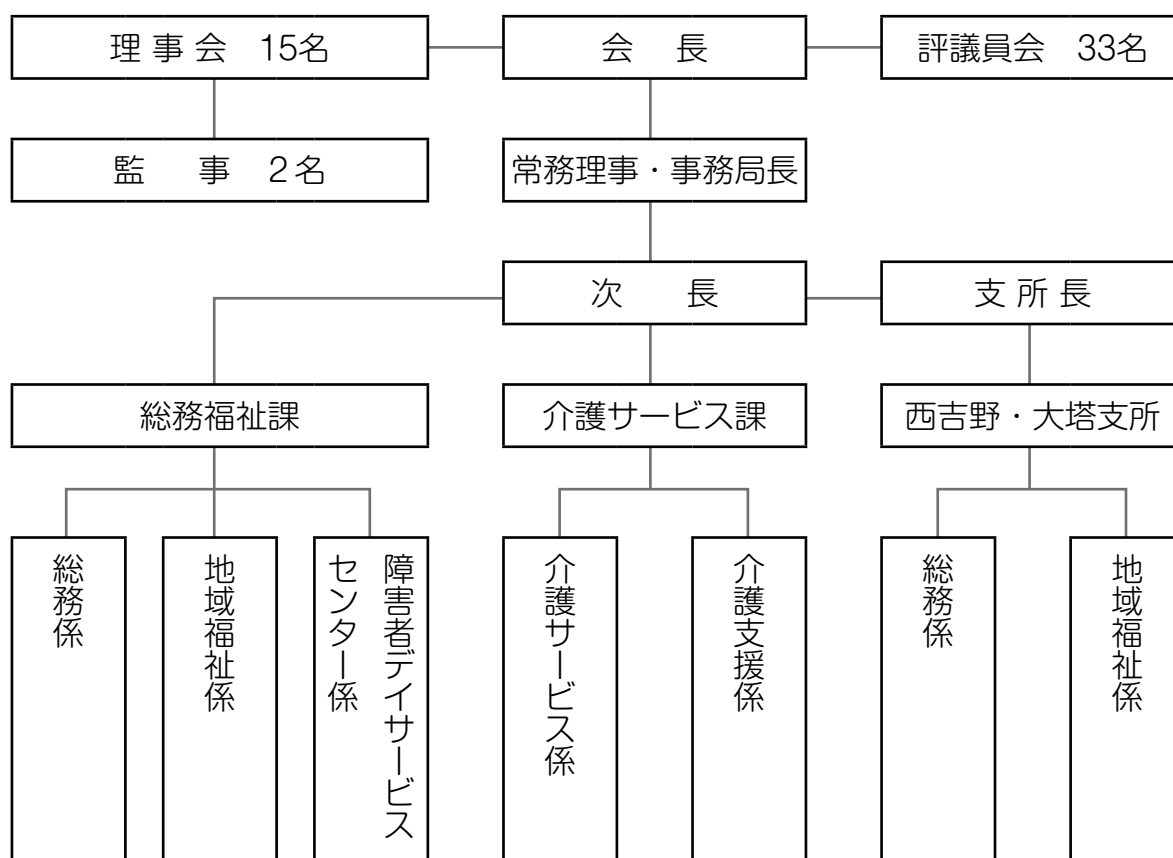 理事会 15名
会長
評議員会 33名
監事 2名
常務理事・事務局長
次長
支所長
総務福祉課
介護サービス課
西吉野・大塔支所
総務係
地域福祉係
障害者デイサービス
センター係
介護サービス係
介護支援係
総務係
地域福祉係